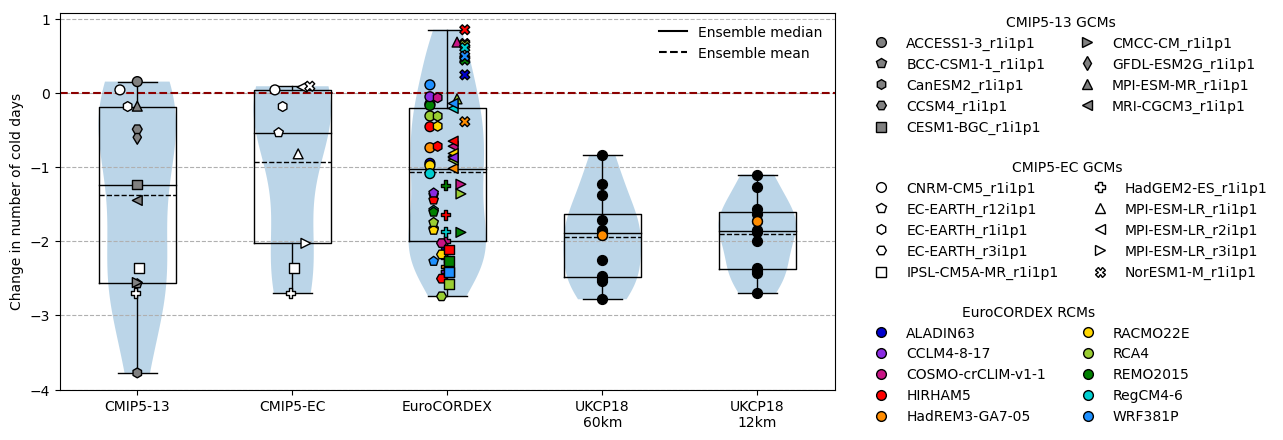 Change in number of cold days
1
0
−1
−2
−3
−4
Ensemble median
Ensemble mean
CMIP5-13
CMIP5-EC
EuroCORDEX
UKCP18
60km
UKCP18
12km
CMIP5-13 GCMs
ACCESS1-3_r1i1p1
BCC-CSM1-1_r1i1p1
CanESM2_r1i1p1
CCSM4_r1i1p1
CESM1-BGC_r1i1p1
CMCC-CM_r1i1p1
GFDL-ESM2G_r1i1p1
MPI-ESM-MR_r1i1p1
MRI-CGCM3_r1i1p1
CMIP5-EC GCMs
CNRM-CM5_r1i1p1
EC-EARTH_r12i1p1
EC-EARTH_r1i1p1
EC-EARTH_r3i1p1
IPSL-CM5A-MR_r1i1p1
HadGEM2-ES_r1i1p1
MPI-ESM-LR_r1i1p1
MPI-ESM-LR_r2i1p1
MPI-ESM-LR_r3i1p1
NorESM1-M_r1i1p1
EuroCORDEX RCMs
ALADIN63
CCLM4-8-17
COSMO-crCLIM-v1-1
HIRHAM5
HadREM3-GA7-05
RACMO22E
RCA4
REMO2015
RegCM4-6
WRF381P